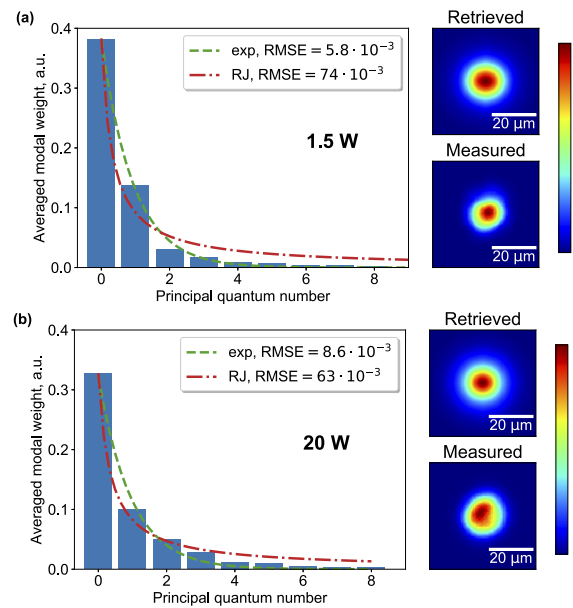 (a)
0.4
0.3
0.2
0.1
0.0
Averaged modal weight, a.u.
exp, RMSE = 5.8 · 10⁻³
RJ, RMSE = 74 · 10⁻³
1.5 W
0 2 4 6 8
Principal quantum number
Retrieved
20 μm
Measured
20 μm
(b)
0.4
0.3
0.2
0.1
0.0
Averaged modal weight, a.u.
exp, RMSE = 8.6 · 10⁻³
RJ, RMSE = 63 · 10⁻³
20 W
0 2 4 6 8
Principal quantum number
Retrieved
20 μm
Measured
20 μm